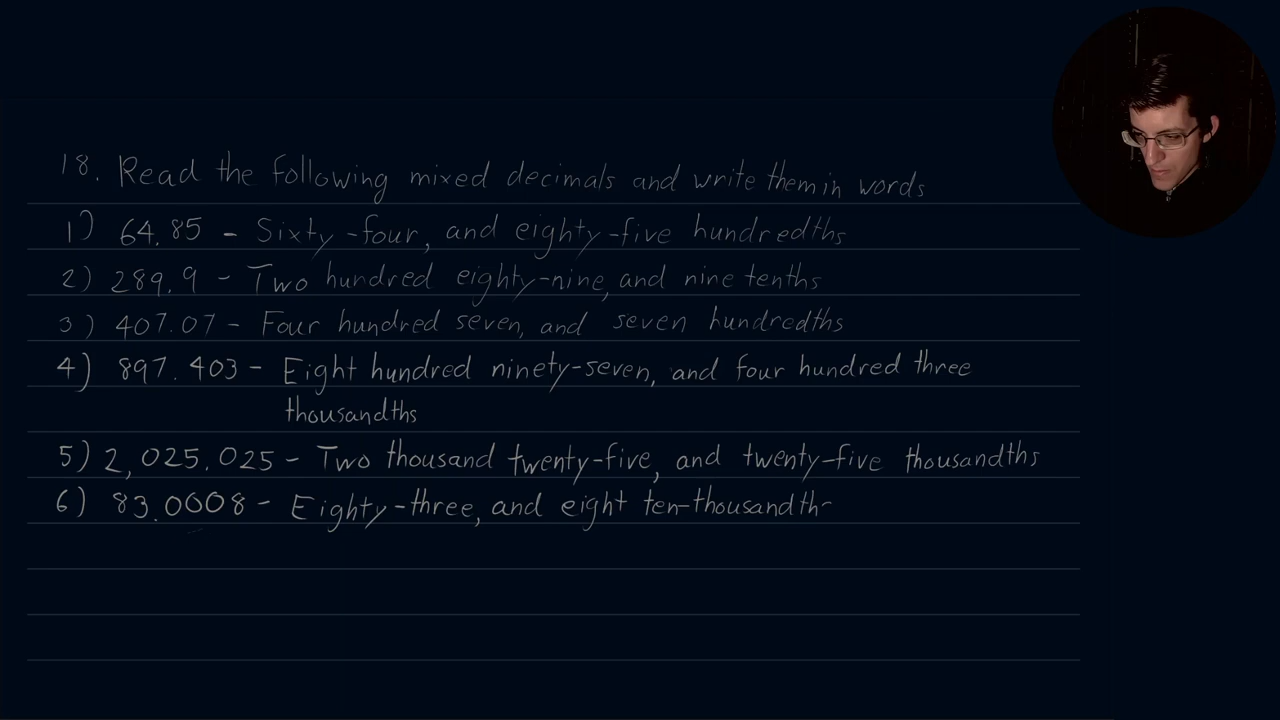 18. Read the following mixed decimals and write them in words
1) 64.85 - Sixty-four, and eighty-five hundredths
2) 289.9 - Two hundred eighty-nine, and nine tenths
3) 407.07 - Four hundred seven, and seven hundredths
4) 897.403 - Eight hundred ninety-seven, and four hundred three
thousandths
5) 2,025.025 - Two thousand twenty-five, and twenty-five thousandths
6) 83.0008 - Eighty-three, and eight ten-thousandth